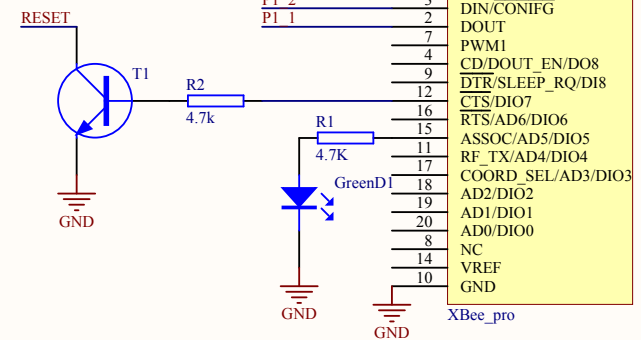 P1_2
3
DIN/CONIFG
RESET
P1_1
2
DOUT
7
PWM1
4
CD/DOUT_EN/DO8
T1
R2
9
DTR/SLEEP_RQ/DI8
12
CTS/DIO7
4.7k
16
RTS/AD6/DIO6
R1
15
ASSOC/AD5/DIO5
4.7K
11
RF_TX/AD4/DIO4
17
COORD_SEL/AD3/DIO3
GreenD1
18
AD2/DIO2
19
AD1/DIO1
GND
20
AD0/DIO0
8
NC
14
VREF
10
GND
GND
XBee_pro
GND